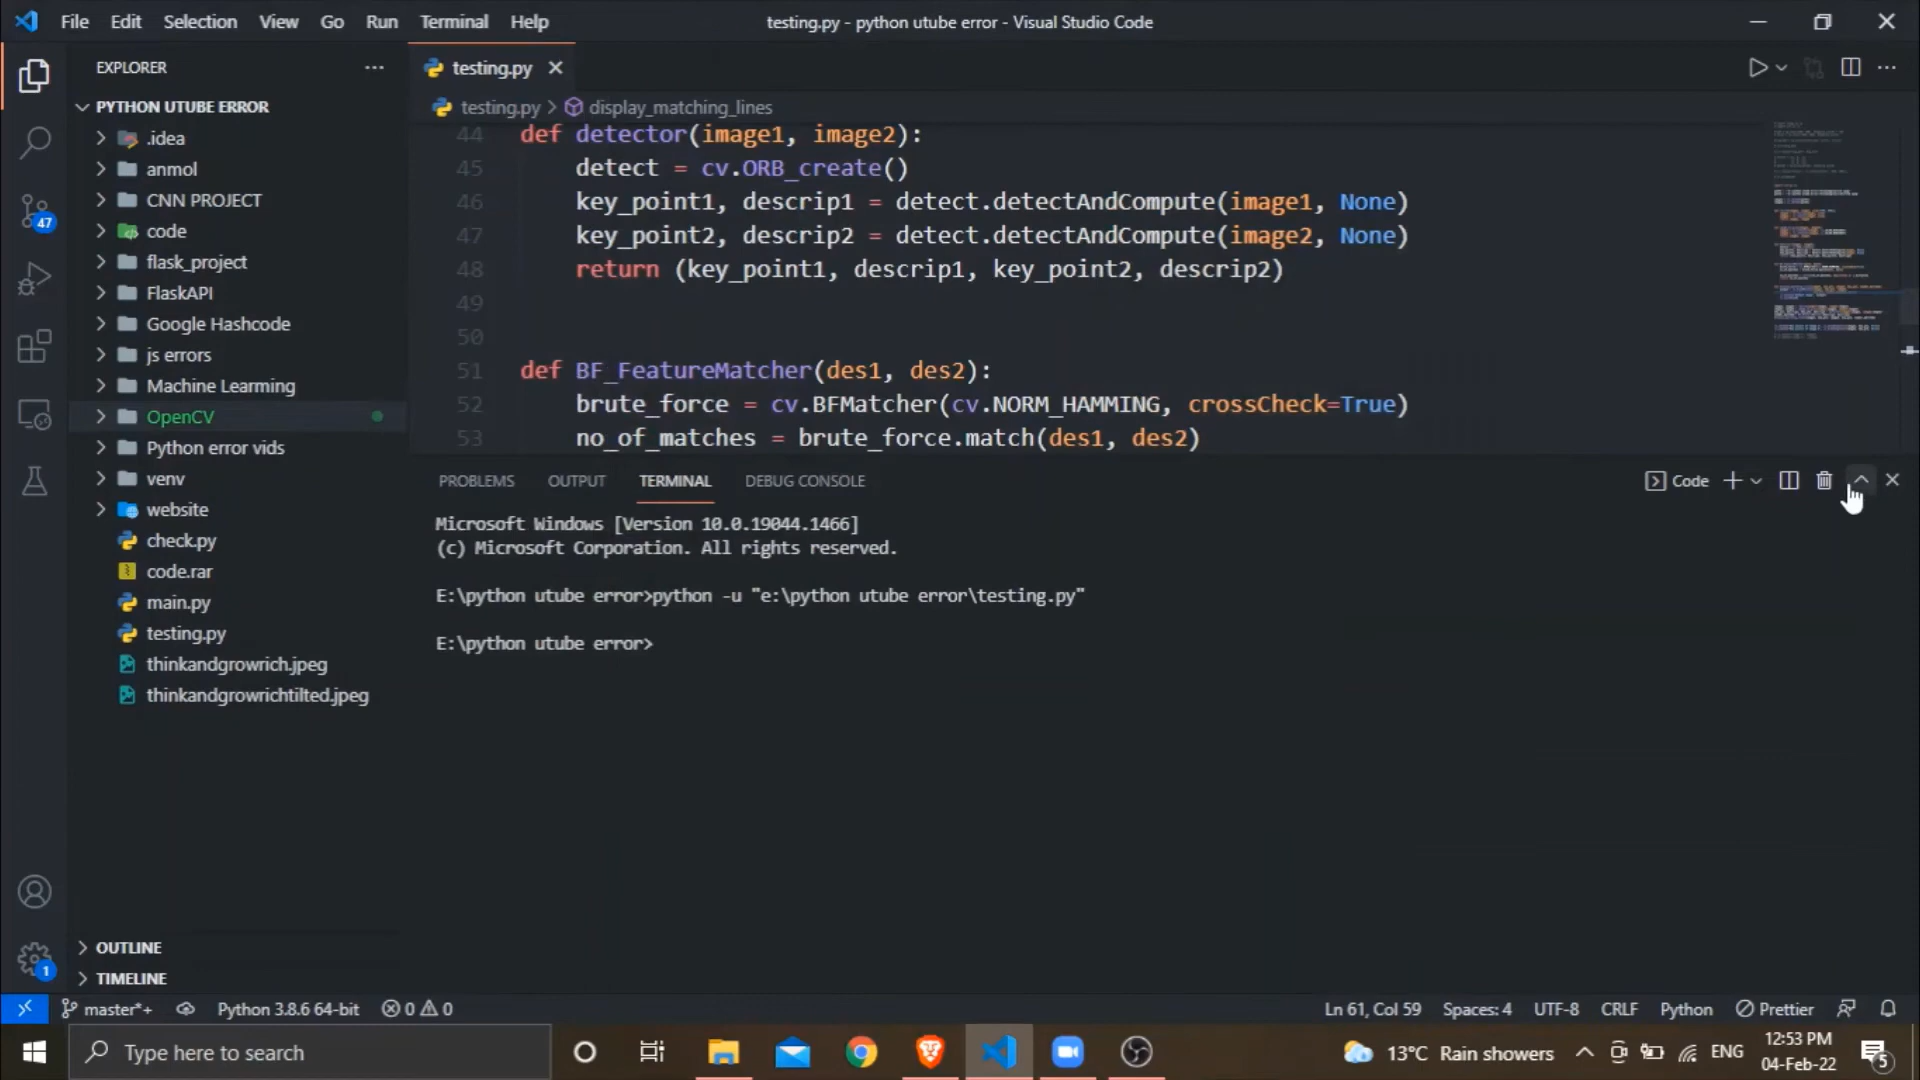 File Edit Selection View Go Run Terminal Help
testing.py - python utube error - Visual Studio Code
EXPLORER
PYTHON UTUBE ERROR
.idea
anmol
CNN PROJECT
code
flask_project
FlaskAPI
Google Hashcode
js errors
Machine Learning
OpenCV
Python error vids
venv
website
check.py
code.rar
main.py
testing.py
thinkandgrowrich.jpeg
thinkandgrowrichtilted.jpeg
OUTLINE
TIMELINE
47
1
testing.py
testing.py > display_matching_lines
44 def detector(image1, image2):
45 detect = cv.ORB_create()
46 key_point1, descrip1 = detect.detectAndCompute(image1, None)
47 key_point2, descrip2 = detect.detectAndCompute(image2, None)
48 return (key_point1, descrip1, key_point2, descrip2)
49
50
51 def BF_FeatureMatcher(des1, des2):
52 brute_force = cv.BFMatcher(cv.NORM_HAMMING, crossCheck=True)
53 no_of_matches = brute_force.match(des1, des2)
PROBLEMS OUTPUT TERMINAL DEBUG CONSOLE
Code
Microsoft Windows [Version 10.0.19044.1466]
(c) Microsoft Corporation. All rights reserved.
E:\python utube error>python -u "e:\python utube error\testing.py"
E:\python utube error>
master*+ Python 3.8.6 64-bit 0 0
Ln 61, Col 59 Spaces: 4 UTF-8 CRLF Python Prettier
Type here to search
13°C Rain showers
ENG
12:53 PM
04-Feb-22
5